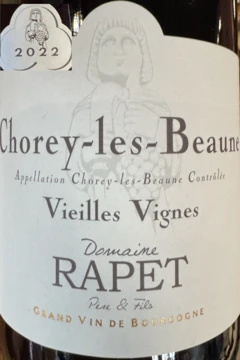 2022
Chorey-les-Beaune
Appellation Chorey-les-Beaune Contrôlée
Vieilles Vignes
Domaine
RAPET
Père & Fils
GRAND VIN DE BOURGOGNE